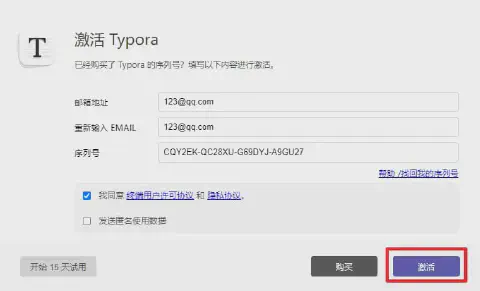 T
激活 Typora
已经购买了 Typora 的序列号？填写以下内容进行激活。
邮箱地址 123@qq.com
重新输入 EMAIL 123@qq.com
序列号 CQY2EK-QC28XU-G69DYJ-A9GU27
帮助 /找回我的序列号
我同意 终端用户许可协议 和 隐私协议。
发送匿名使用数据
开始 15 天试用 购买 激活